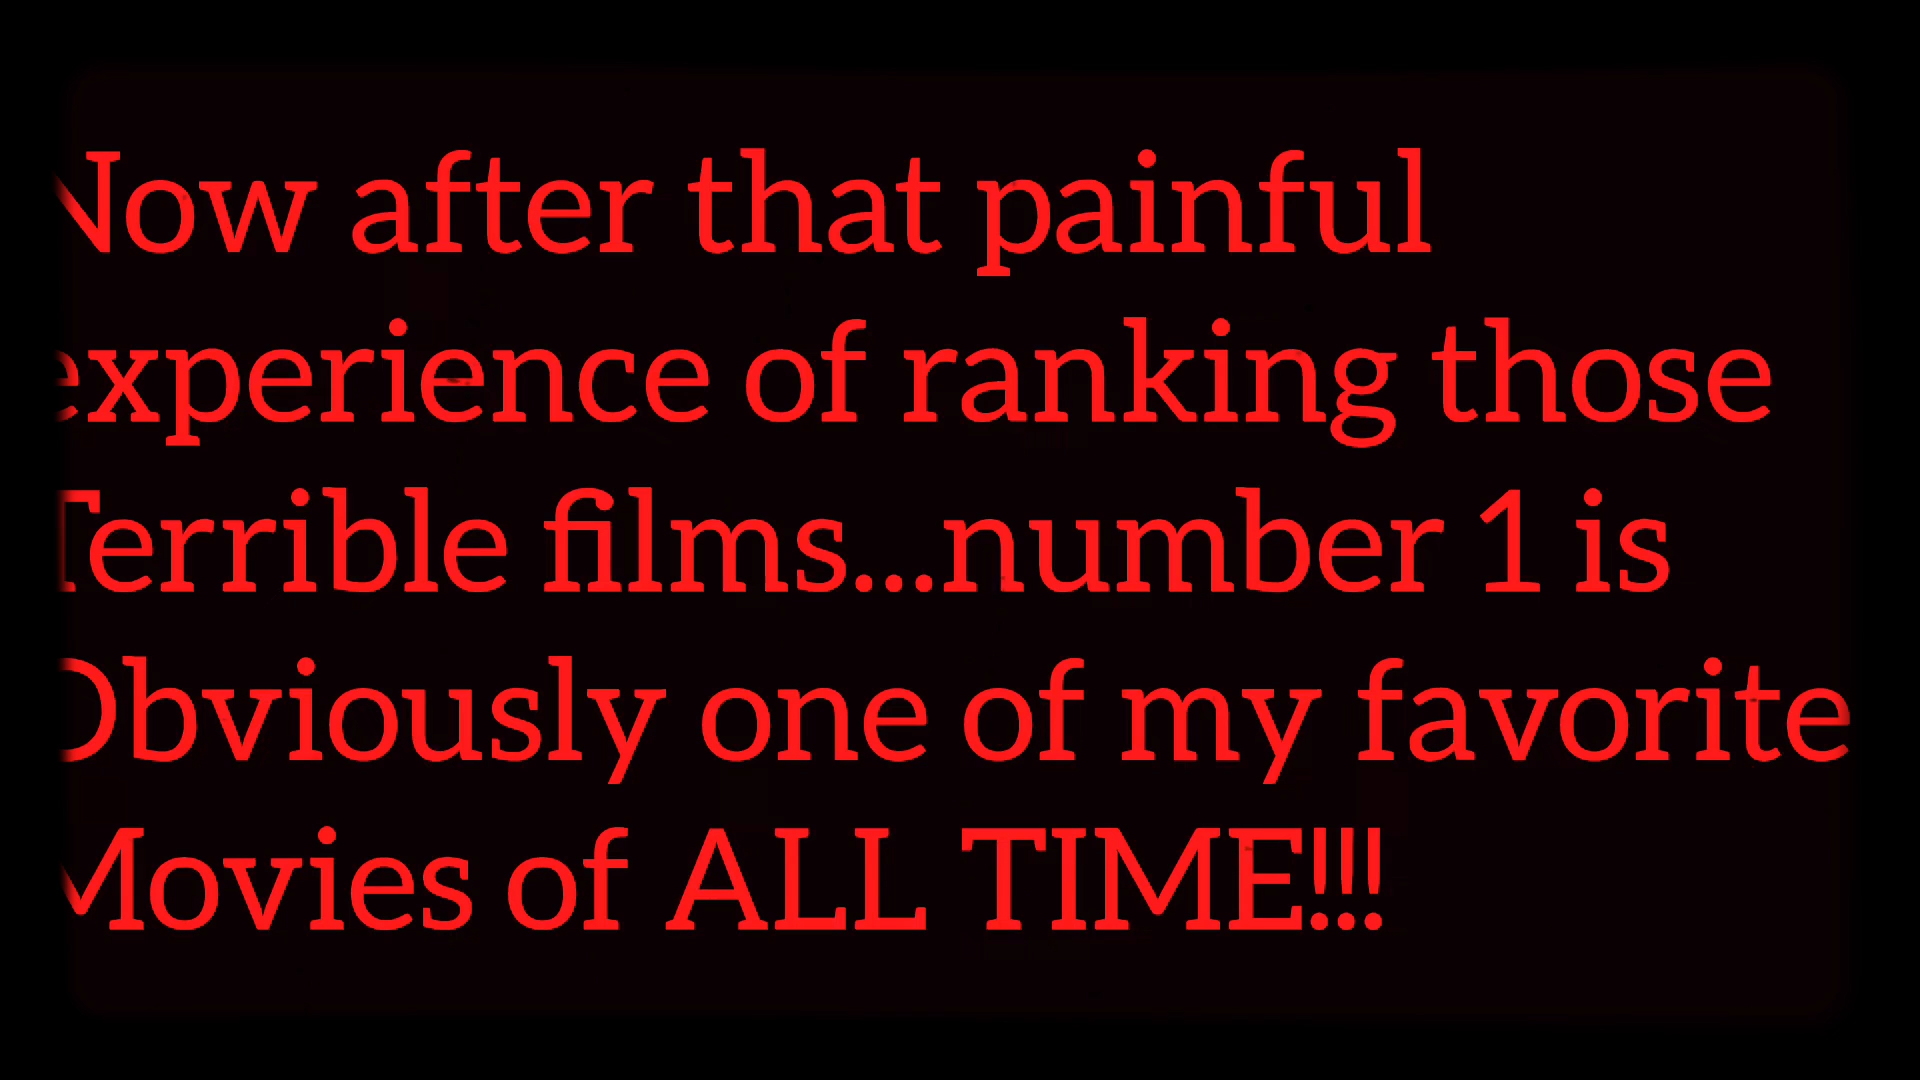 Now after that painful
experience of ranking those
Terrible films...number 1 is
Obviously one of my favorite
Movies of ALL TIME!!!